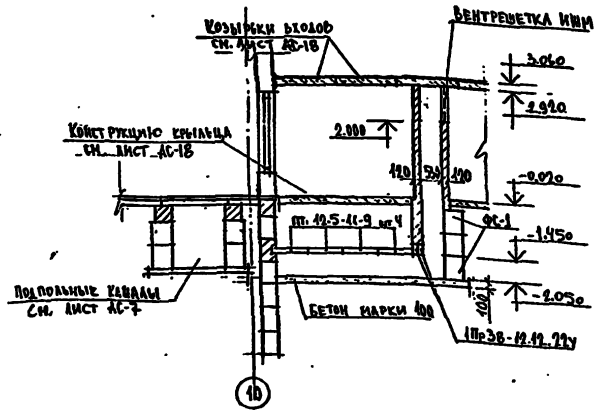 КОЗЫРЬКИ ВХОДОВ
СМ. ЛИСТ АС-18
ВЕНТРЕШЕТКА
3.060
2.920
2.000
КОНСТРУКЦИЮ КРЫЛЬЦА
СМ. ЛИСТ АС-18
120
120
-0.020
ФС-1
ПТ. 12.5-11-9 шт 4
-1.450
ПОДПОЛЬНЫЕ КАНАЛЫ
СМ. ЛИСТ АС-7
БЕТОН МАРКИ 100
100
-2.050
1ПР38-12.12.22У
10